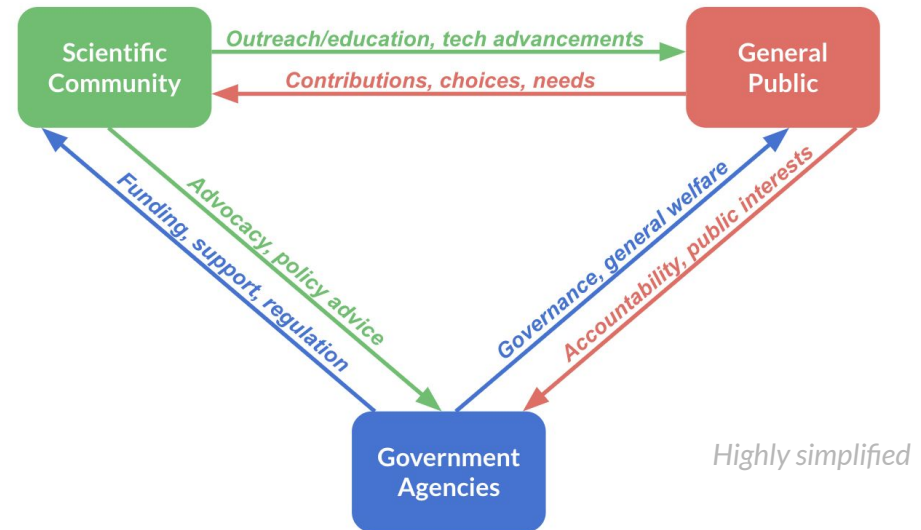 Scientific
Community
Outreach/education, tech advancements
General
Public
Contributions, choices, needs
Advocacy, policy advice
Funding, support, regulation
Governance, general welfare
Accountability, public interests
Government
Agencies
Highly simplified